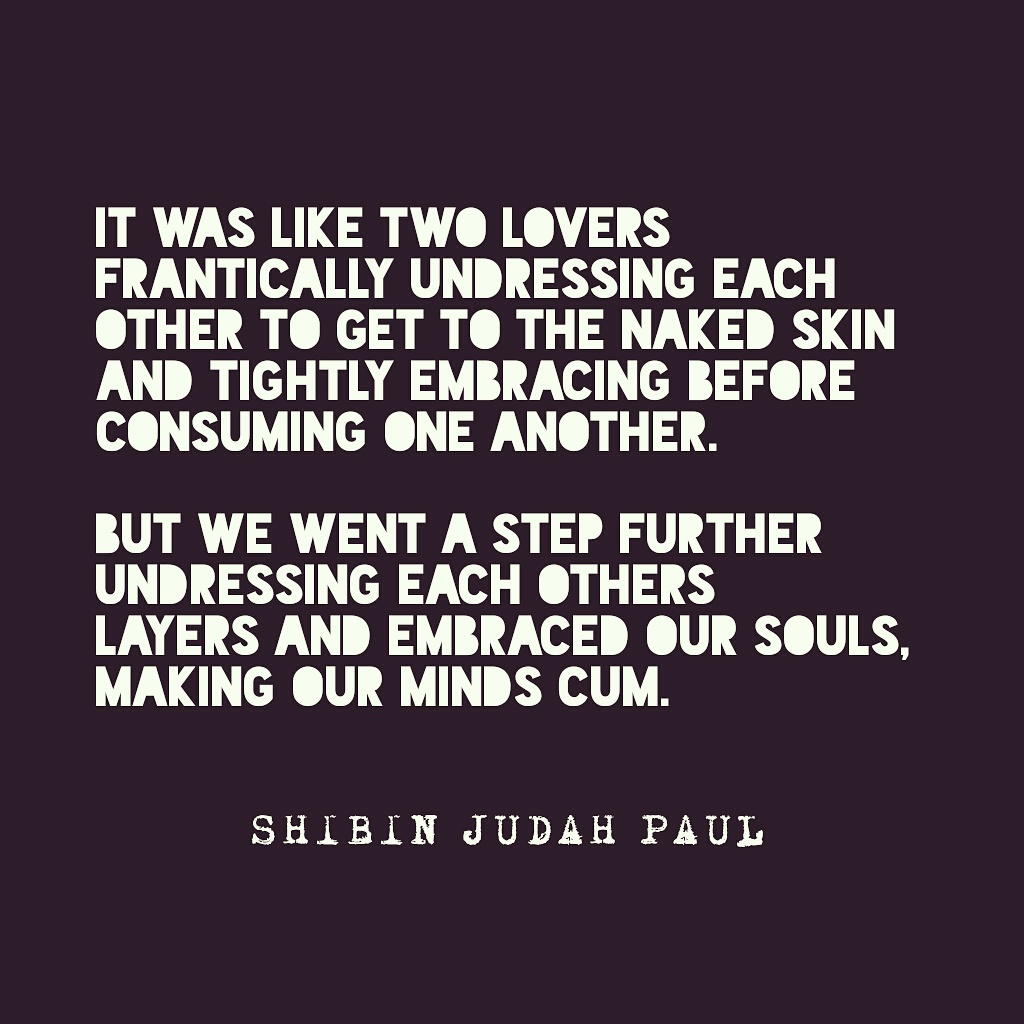 IT WAS LIKE TWO LOVERS
FRANTICALLY UNDRESSING EACH
OTHER TO GET TO THE NAKED SKIN
AND TIGHTLY EMBRACING BEFORE
CONSUMING ONE ANOTHER.
BUT WE WENT A STEP FURTHER
UNDRESSING EACH OTHERS
LAYERS AND EMBRACED OUR SOULS,
MAKING OUR MINDS CUM.
SHIBIN JUDAH PAUL